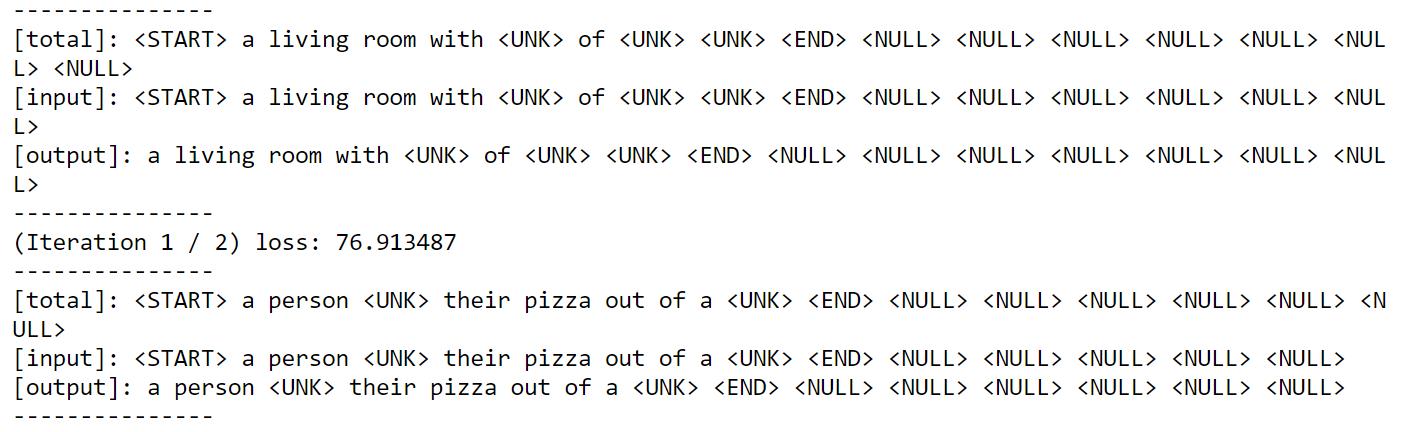 ---------------
[total]: <START> a living room with <UNK> of <UNK> <UNK> <END> <NULL> <NULL> <NULL> <NULL> <NULL> <NUL
L> <NULL>
[input]: <START> a living room with <UNK> of <UNK> <UNK> <END> <NULL> <NULL> <NULL> <NULL> <NULL> <NUL
L>
[output]: a living room with <UNK> of <UNK> <UNK> <END> <NULL> <NULL> <NULL> <NULL> <NULL> <NULL> <NUL
L>
---------------
(Iteration 1 / 2) loss: 76.913487
---------------
[total]: <START> a person <UNK> their pizza out of a <UNK> <END> <NULL> <NULL> <NULL> <NULL> <NULL> <N
ULL>
[input]: <START> a person <UNK> their pizza out of a <UNK> <END> <NULL> <NULL> <NULL> <NULL> <NULL>
[output]: a person <UNK> their pizza out of a <UNK> <END> <NULL> <NULL> <NULL> <NULL> <NULL> <NULL>
---------------